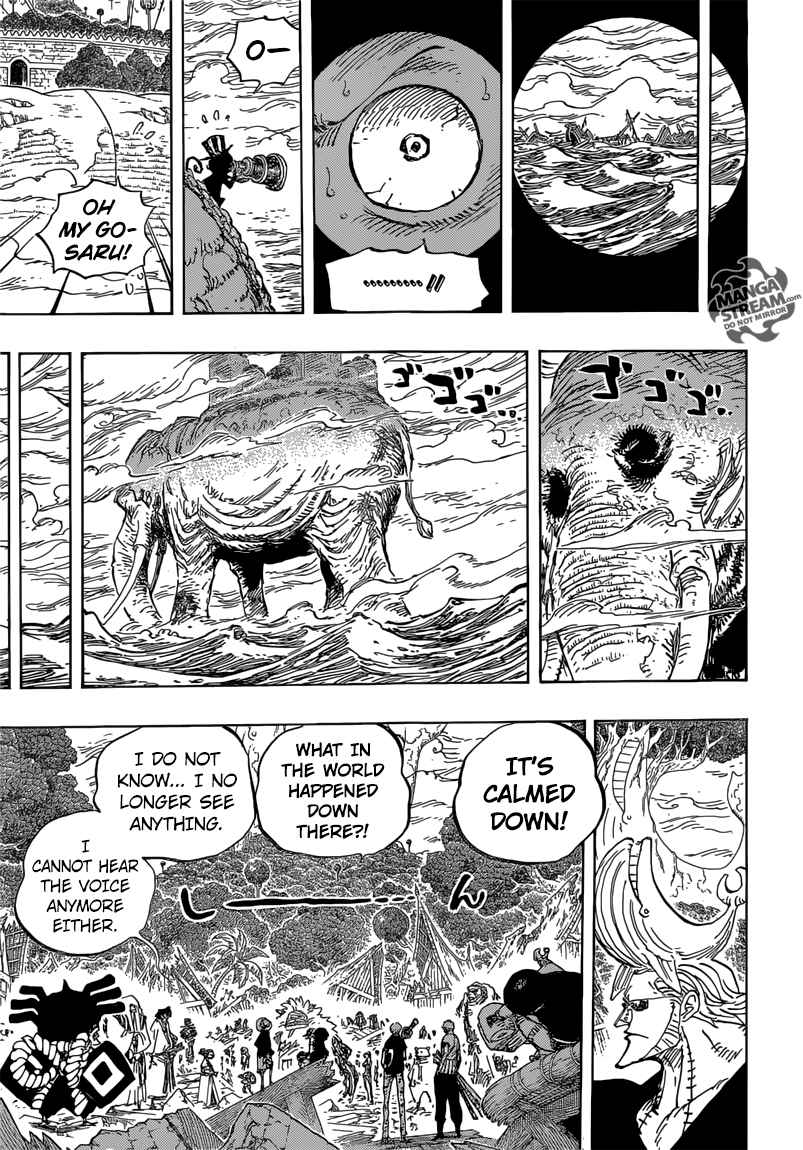 ‥‥‥‥‥!!
O—
OH
MY GO-
SARU!
MANGA
STREAM.com
DO NOT MIRROR
ゴゴゴ‥
ゴゴゴ‥
IT'S
CALMED
DOWN!
WHAT IN
THE WORLD
HAPPENED
DOWN
THERE?!
I DO NOT
KNOW... I NO
LONGER SEE
ANYTHING.
I
CANNOT HEAR
THE VOICE
ANYMORE
EITHER.
しーん